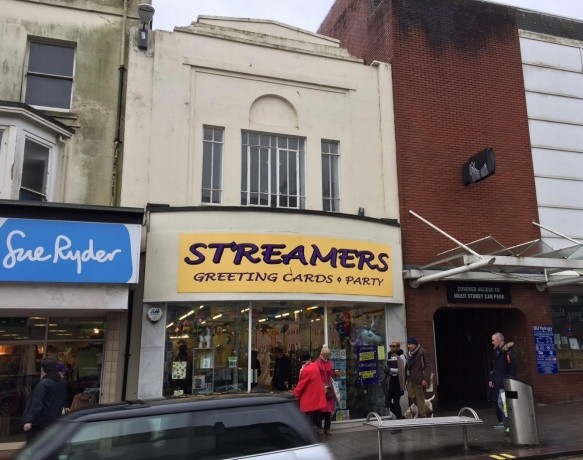 Sue Ryder
STREAMERS
GREETING CARDS & PARTY
COVERED ACCESS TO
MULTI STOREY CAR PARK